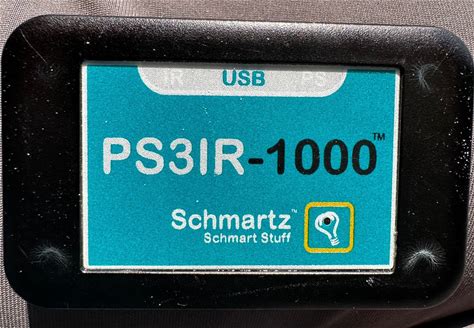 IR USB PS
PS3IR-1000™
Schmartz™
Schmart Stuff